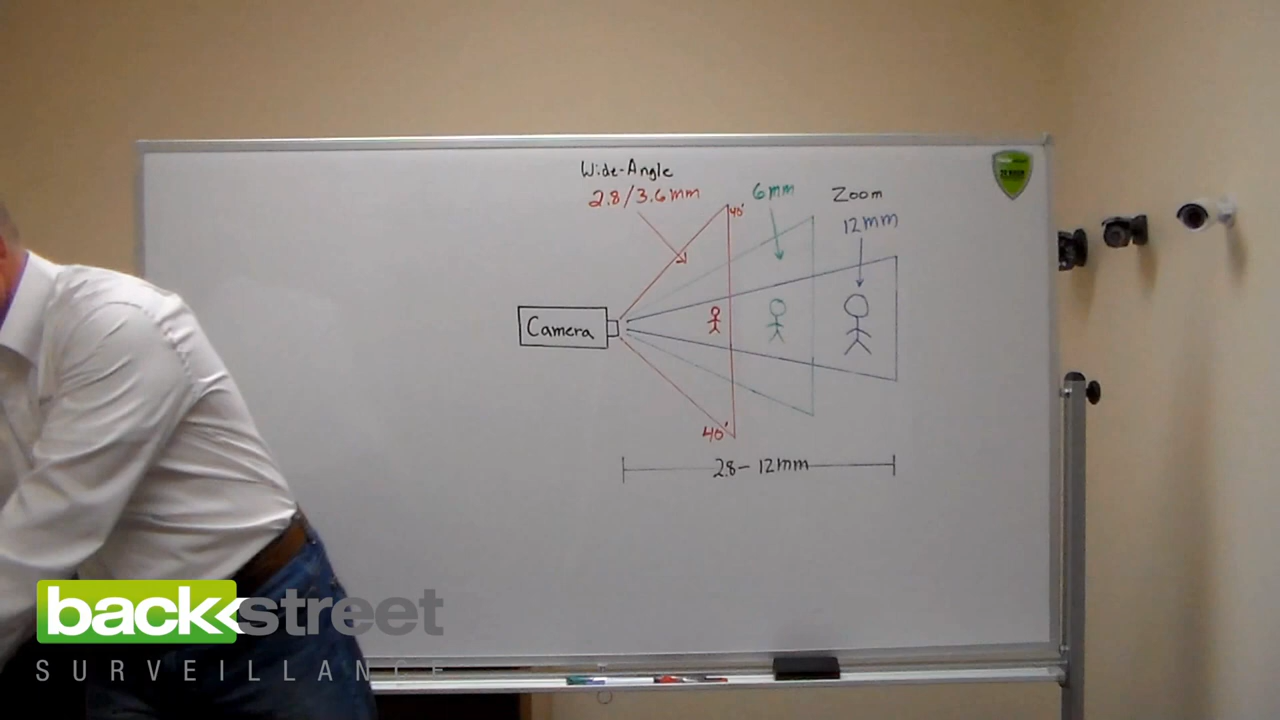 Wide-Angle
2.8/3.6mm
6mm
Zoom
12mm
40'
Camera
40'
2.8- 12mm
back street
SURVEILLANCE